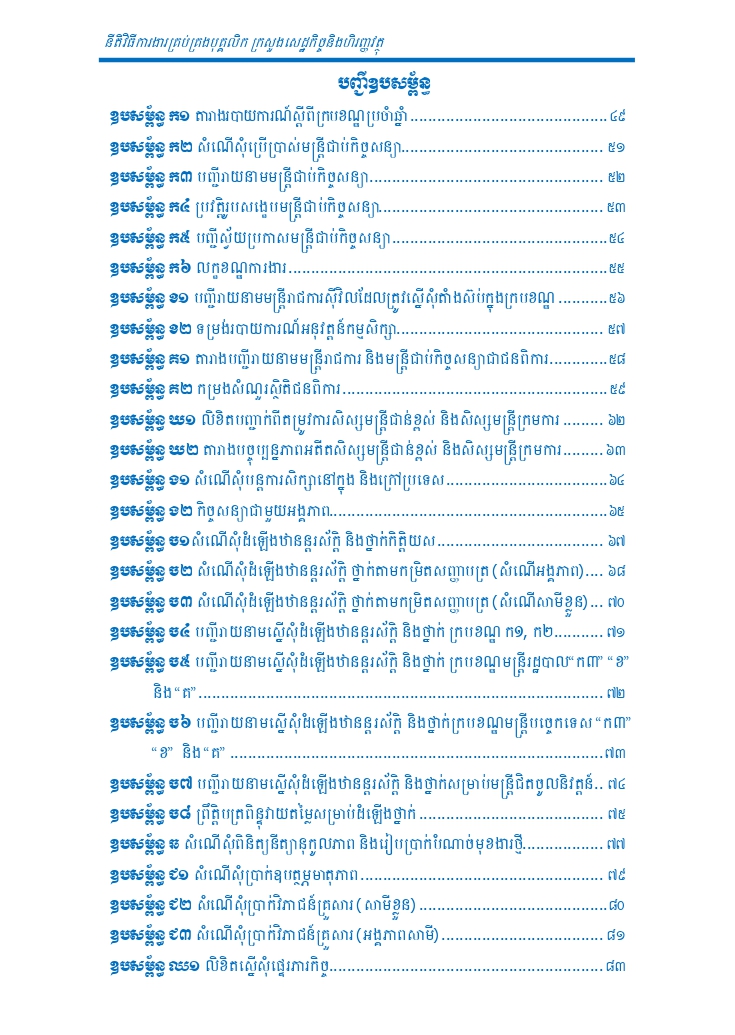 នីតិវិធីការងារគ្រប់គ្រងបុគ្គលិក ក្រសួងសេដ្ឋកិច្ចនិងហិរញ្ញវត្ថុ
បញ្ជីឧបសម្ព័ន្ធ
ឧបសម្ព័ន្ធ ក១ តារាងរបាយការណ៍ស្តីពីក្របខណ្ឌប្រចាំឆ្នាំ............................................៤៩
ឧបសម្ព័ន្ធ ក២ សំណើសុំប្រើប្រាស់មន្ត្រីជាប់កិច្ចសន្យា............................................. ៥១
ឧបសម្ព័ន្ធ ក៣ បញ្ជីរាយនាមមន្ត្រីជាប់កិច្ចសន្យា.................................................... ៥២
ឧបសម្ព័ន្ធ ក៤ ប្រវត្តិរូបសង្ខេបមន្ត្រីជាប់កិច្ចសន្យា.................................................. ៥៣
ឧបសម្ព័ន្ធ ក៥ បញ្ជីស្វ័យប្រកាសមន្ត្រីជាប់កិច្ចសន្យា................................................៥៤
ឧបសម្ព័ន្ធ ក៦ លក្ខខណ្ឌការងារ.......................................................................៥៥
ឧបសម្ព័ន្ធ ខ១ បញ្ជីរាយនាមមន្ត្រីរាជការស៊ីវិលដែលត្រូវស្នើសុំតាំងស៊ប់ក្នុងក្របខណ្ឌ ...........៥៦
ឧបសម្ព័ន្ធ ខ២ ទម្រង់របាយការណ៍អនុវត្តន៍កម្មសិក្សា.............................................. ៥៧
ឧបសម្ព័ន្ធ គ១ តារាងបញ្ជីរាយនាមមន្ត្រីរាជការ និងមន្ត្រីជាប់កិច្ចសន្យាជាជនពិការ.............៥៨
ឧបសម្ព័ន្ធ គ២ កម្រងសំណួរស្ថិតិជនពិការ...........................................................៥៩
ឧបសម្ព័ន្ធ ឃ១ លិខិតបញ្ជាក់ពីតម្រូវការសិស្សមន្ត្រីជាន់ខ្ពស់ និងសិស្សមន្ត្រីក្រមការ ......... ៦២
ឧបសម្ព័ន្ធ ឃ២ តារាងបច្ចុប្បន្នភាពអតីតសិស្សមន្ត្រីជាន់ខ្ពស់ និងសិស្សមន្ត្រីក្រមការ.........៦៣
ឧបសម្ព័ន្ធ ង១ សំណើសុំបន្តការសិក្សានៅក្នុង និងក្រៅប្រទេស....................................៦៤
ឧបសម្ព័ន្ធ ង២ កិច្ចសន្យាជាមួយអង្គភាព.............................................................៦៥
ឧបសម្ព័ន្ធ ច១សំណើសុំដំឡើងឋានន្តរស័ក្តិ និងថ្នាក់កិត្តិយស..................................... ៦៧
ឧបសម្ព័ន្ធ ច២ សំណើសុំដំឡើងឋានន្តរស័ក្តិ ថ្នាក់តាមកម្រិតសញ្ញាបត្រ (សំណើអង្គភាព).... ៦៨
ឧបសម្ព័ន្ធ ច៣ សំណើសុំដំឡើងឋានន្តរស័ក្តិ ថ្នាក់តាមកម្រិតសញ្ញាបត្រ (សំណើសាមីខ្លួន)... ៧០
ឧបសម្ព័ន្ធ ច៤ បញ្ជីរាយនាមស្នើសុំដំឡើងឋានន្តរស័ក្តិ និងថ្នាក់ ក្របខណ្ឌ ក១, ក២........... ៧១
ឧបសម្ព័ន្ធ ច៥ បញ្ជីរាយនាមស្នើសុំដំឡើងឋានន្តរស័ក្តិ និងថ្នាក់ ក្របខណ្ឌមន្ត្រីរដ្ឋបាល“ក៣” “ខ”
និង “គ”.......................................................................................... ៧២
ឧបសម្ព័ន្ធ ច៦ បញ្ជីរាយនាមស្នើសុំដំឡើងឋានន្តរស័ក្តិ និងថ្នាក់ក្របខណ្ឌមន្ត្រីបច្ចេកទេស “ក៣”
“ខ” និង “គ” ...................................................................................៧៣
ឧបសម្ព័ន្ធ ច៧ បញ្ជីរាយនាមស្នើសុំដំឡើងឋានន្តរស័ក្តិ និងថ្នាក់សម្រាប់មន្ត្រីជិតចូលនិវត្តន៍.. ៧៤
ឧបសម្ព័ន្ធ ច៨ ព្រឹត្តិបត្រពិន្ទុវាយតម្លៃសម្រាប់ដំឡើងថ្នាក់ ......................................... ៧៥
ឧបសម្ព័ន្ធ ឆ សំណើសុំពិនិត្យនីត្យានុកូលភាព និងរៀបប្រាក់បំណាច់មុខងារថ្មី.................. ៧៧
ឧបសម្ព័ន្ធ ជ១ សំណើសុំប្រាក់ឧបត្ថម្ភមាតុភាព...................................................... ៧៩
ឧបសម្ព័ន្ធ ជ២ សំណើសុំប្រាក់វិភាជន៍គ្រួសារ (សាមីខ្លួន) ..........................................៨០
ឧបសម្ព័ន្ធ ជ៣ សំណើសុំប្រាក់វិភាជន៍គ្រួសារ (អង្គភាពសាមី) .................................... ៨១
ឧបសម្ព័ន្ធ ឈ១ លិខិតស្នើសុំផ្ទេរភារកិច្ច.............................................................៨៣